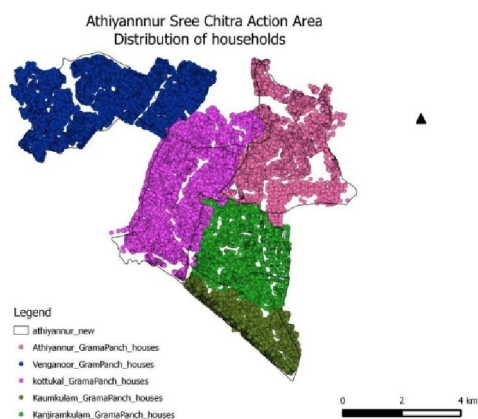 Athiyannnur Sree Chitra Action Area
Distribution of households
Legend
athiyannur_new
Athiyannur_GramaPanch_houses
Venganoor_GramPanch_houses
kottukal_GramaPanch_houses
Kaumkulam_GramaPanch_houses
Kanjiramkulam_GramaPanch_houses
0 2 4 km